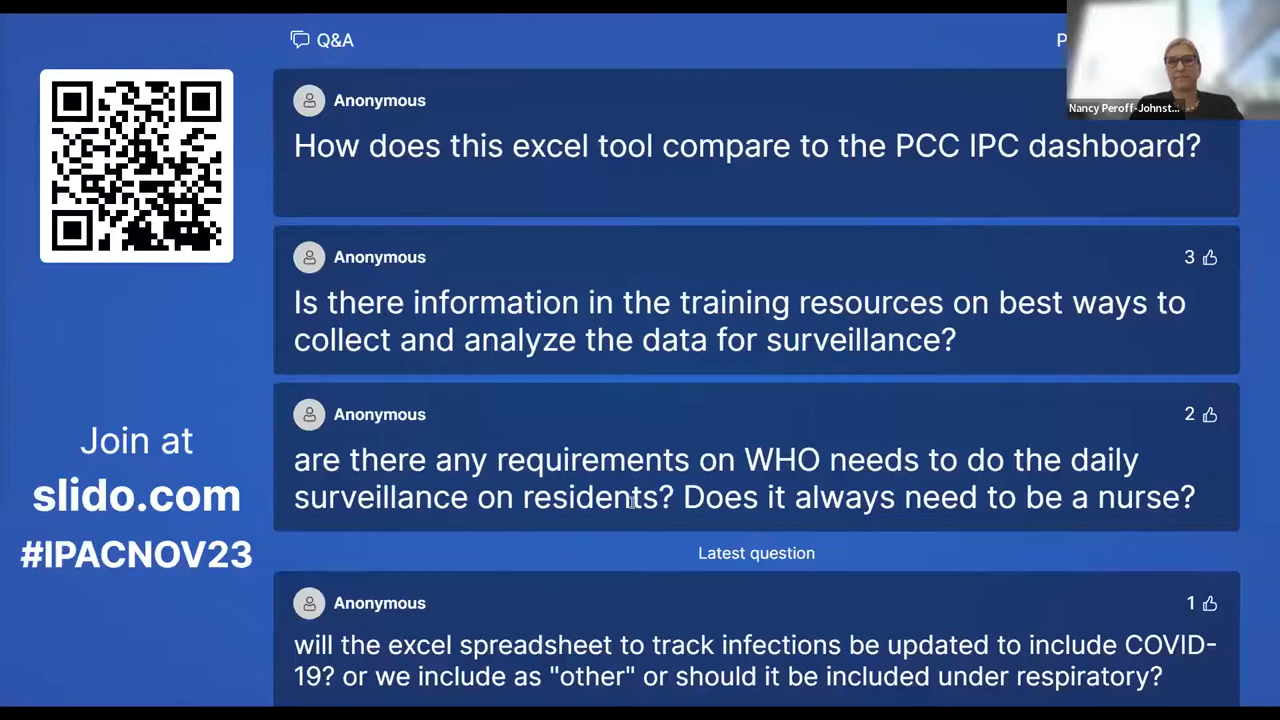 Q&A
P
Nancy Peroff-Johnst...
Anonymous
How does this excel tool compare to the PCC IPC dashboard?
Anonymous
3
Is there information in the training resources on best ways to
collect and analyze the data for surveillance?
Anonymous
2
are there any requirements on WHO needs to do the daily
surveillance on residents? Does it always need to be a nurse?
Latest question
Anonymous
1
will the excel spreadsheet to track infections be updated to include COVID-
19? or we include as "other" or should it be included under respiratory?
Join at
slido.com
#IPACNOV23